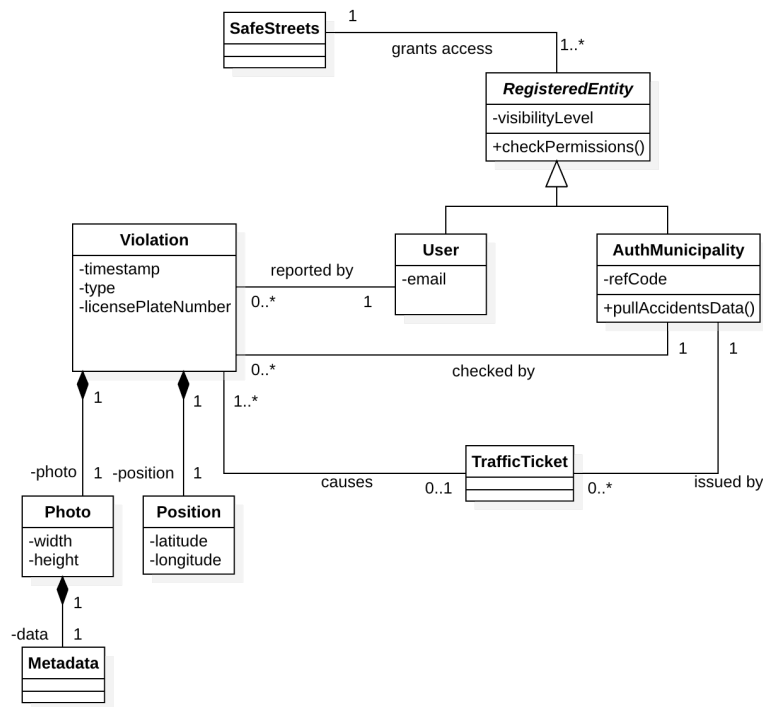 SafeStreets
1
grants access
1..*
RegisteredEntity
-visibilityLevel
+checkPermissions()
Violation
-timestamp
-type
-licensePlateNumber
reported by
0..*
1
User
-email
AuthMunicipality
-refCode
+pullAccidentsData()
0..*
checked by
1
1
1
1
1..*
-photo
1
-position
1
causes
0..1
TrafficTicket
0..*
issued by
Photo
-width
-height
Position
-latitude
-longitude
1
-data
1
Metadata